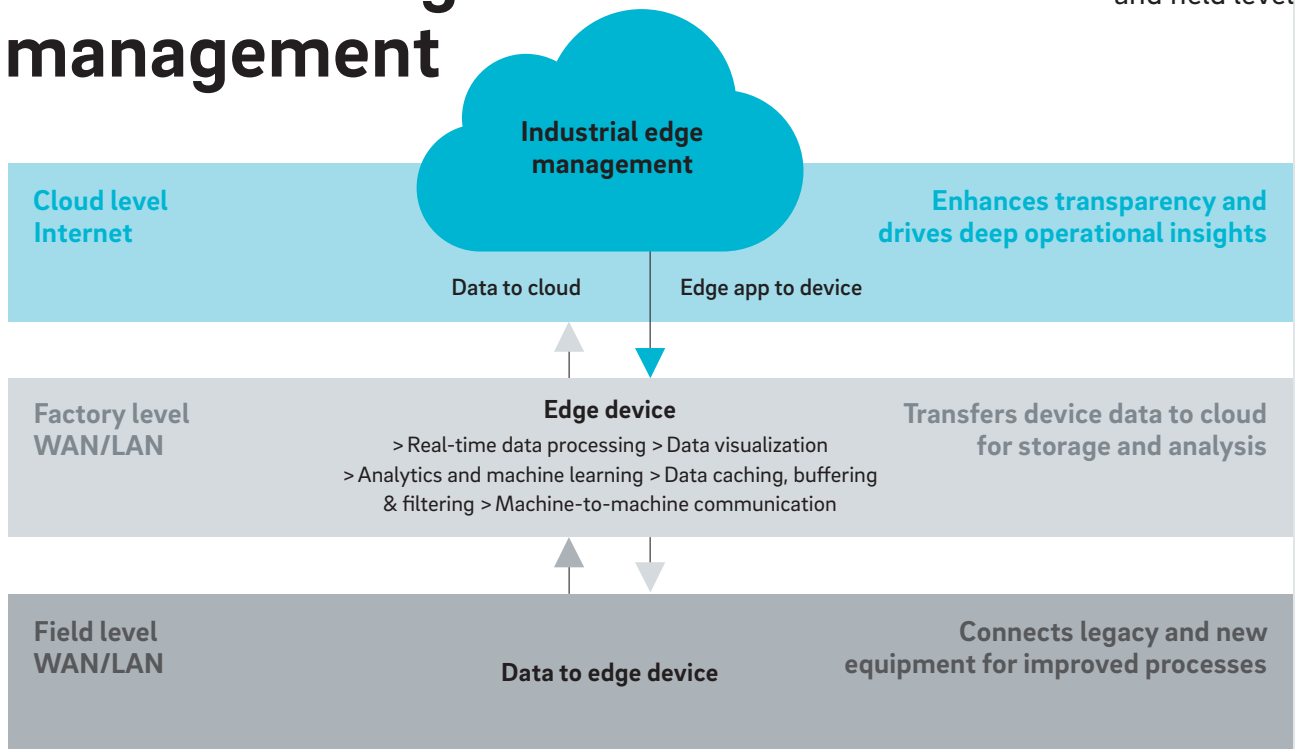 management
and field level
Industrial edge
management
Cloud level
Internet
Enhances transparency and
drives deep operational insights
Data to cloud
Edge app to device
Factory level
WAN/LAN
Edge device
> Real-time data processing > Data visualization
> Analytics and machine learning > Data caching, buffering
& filtering > Machine-to-machine communication
Transfers device data to cloud
for storage and analysis
Field level
WAN/LAN
Data to edge device
Connects legacy and new
equipment for improved processes